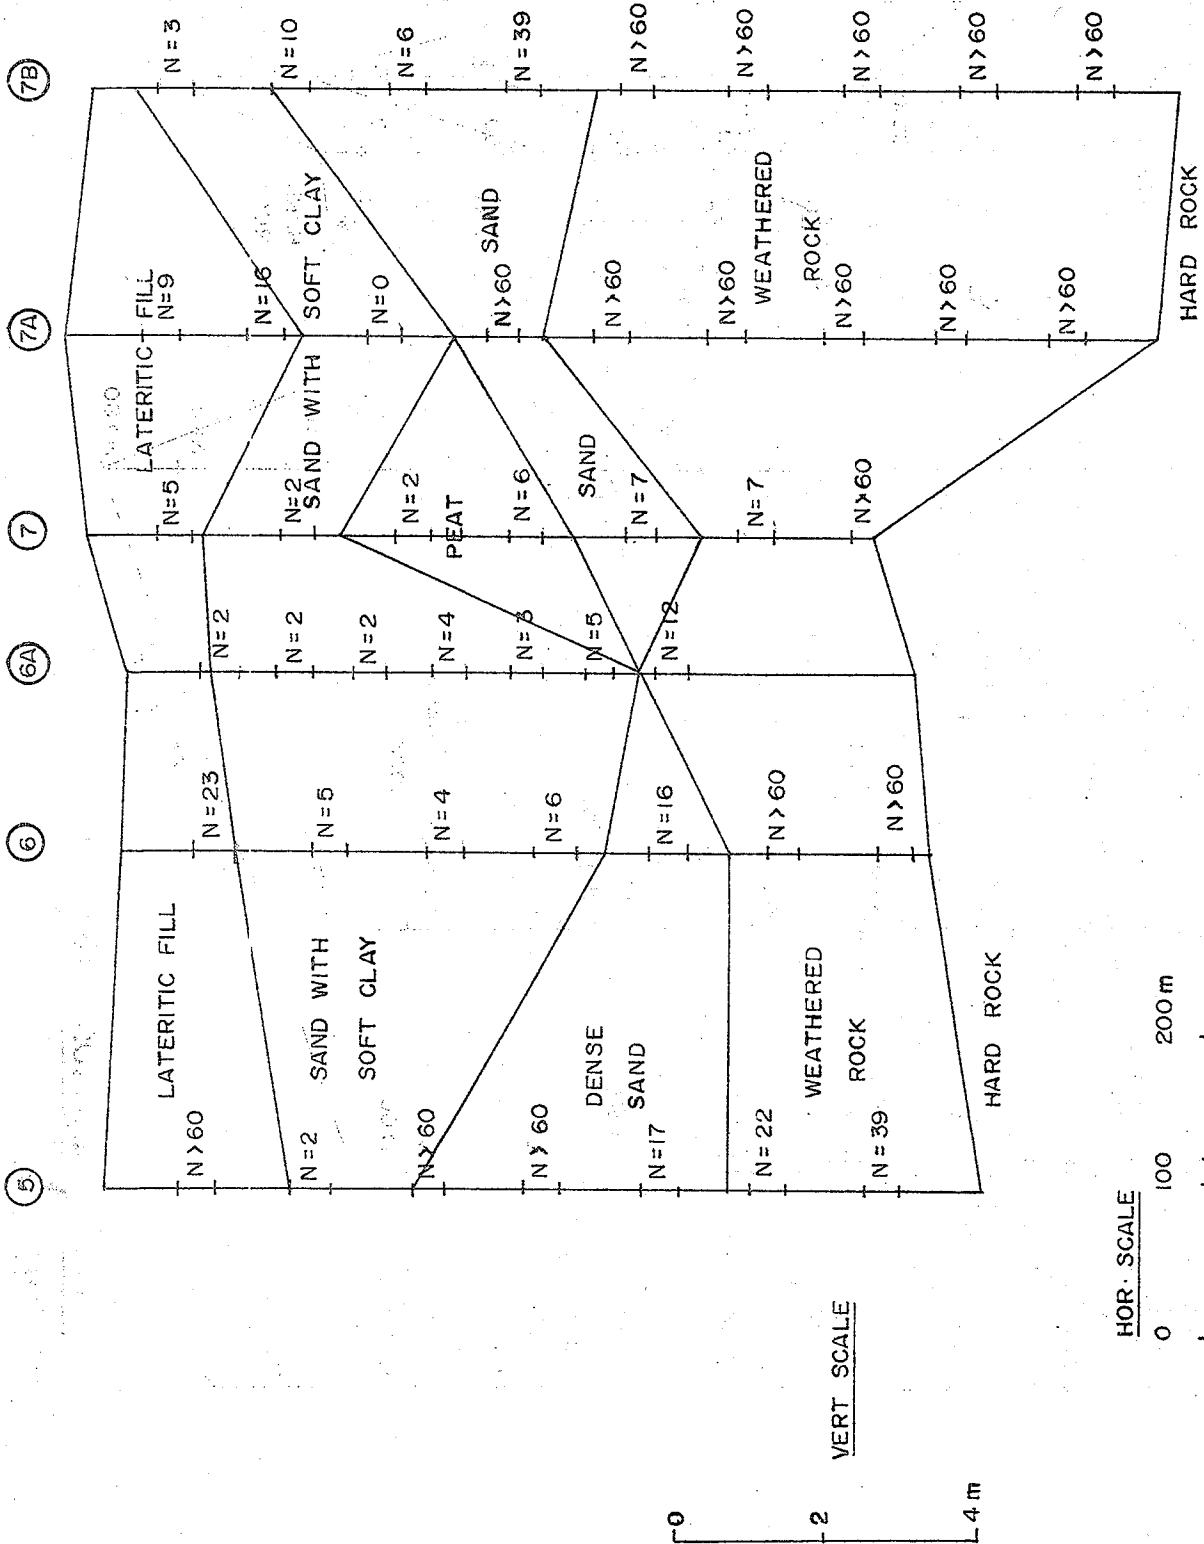 5
6
6A
7
7A
7B
N>60
N=2
N>60
N>60
N=17
N=22
N=39
LATERITIC FILL
SAND WITH
SOFT CLAY
DENSE
SAND
WEATHERED
ROCK
HARD ROCK
N=23
N=5
N=4
N=6
N=16
N>60
N>60
N=2
N=2
N=2
N=4
N=3
N=5
N=12
PEAT
N=5
N=2
N=2
N=6
N=7
N=7
N>60
LATERITIC FILL
SAND WITH SOFT CLAY
SAND
N=9
N=16
N=0
N>60
N>60
N>60
N>60
N>60
N>60
SAND
WEATHERED
ROCK
HARD ROCK
N=3
N=10
N=6
N=39
N>60
N>60
N>60
N>60
N>60
VERT SCALE
0
2
4m
HOR. SCALE
0 100 200m